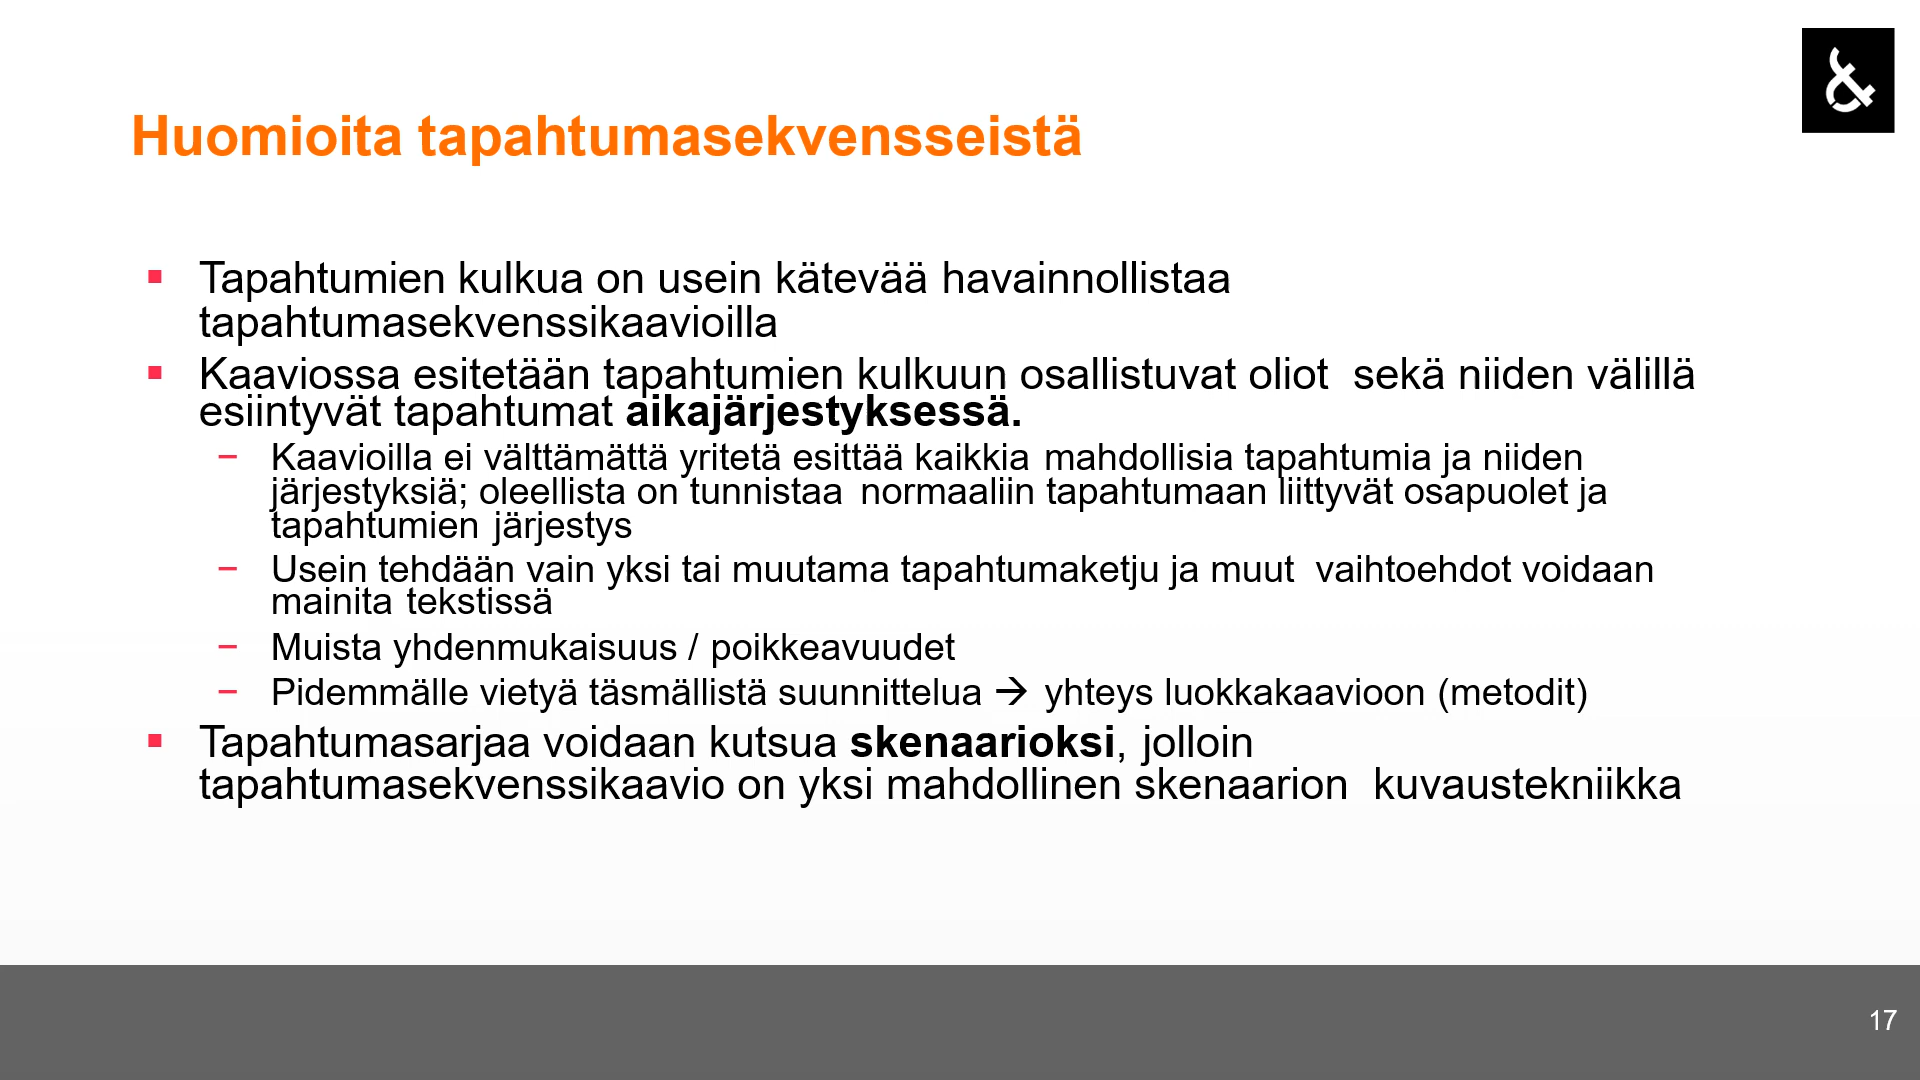 &
Huomioita tapahtumasekvensseistä
▪ Tapahtumien kulkua on usein kätevää havainnollistaa
tapahtumasekvenssikaavioilla
▪ Kaaviossa esitetään tapahtumien kulkuun osallistuvat oliot sekä niiden välillä
esiintyvät tapahtumat aikajärjestyksessä.
− Kaavioilla ei välttämättä yritetä esittää kaikkia mahdollisia tapahtumia ja niiden
järjestyksiä; oleellista on tunnistaa normaaliin tapahtumaan liittyvät osapuolet ja
tapahtumien järjestys
− Usein tehdään vain yksi tai muutama tapahtumaketju ja muut vaihtoehdot voidaan
mainita tekstissä
− Muista yhdenmukaisuus / poikkeavuudet
− Pidemmälle vietyä täsmällistä suunnittelua → yhteys luokkakaavioon (metodit)
▪ Tapahtumasarjaa voidaan kutsua skenaarioksi, jolloin
tapahtumasekvenssikaavio on yksi mahdollinen skenaarion kuvaustekniikka
17